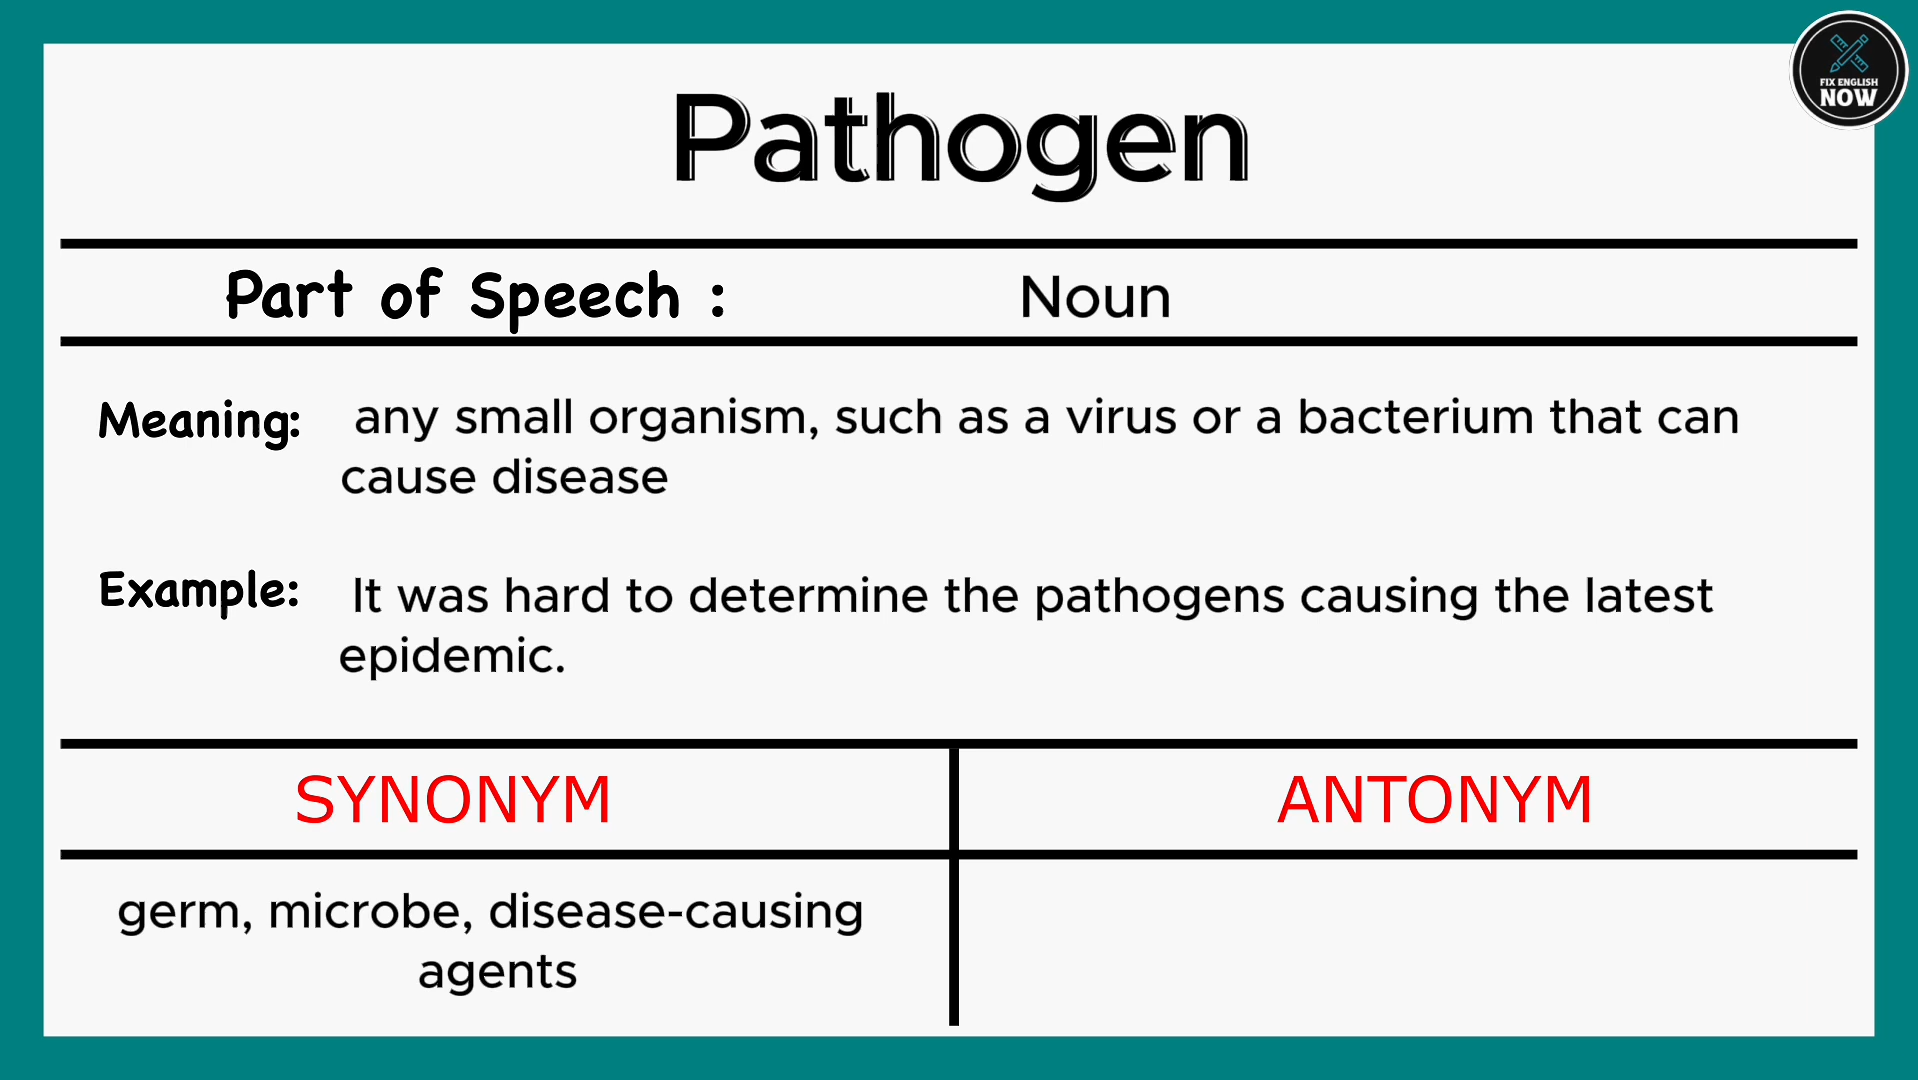 FIX ENGLISH
NOW
Pathogen
Part of Speech : Noun
Meaning: any small organism, such as a virus or a bacterium that can
cause disease
Example: It was hard to determine the pathogens causing the latest
epidemic.
SYNONYM ANTONYM
germ, microbe, disease-causing
agents